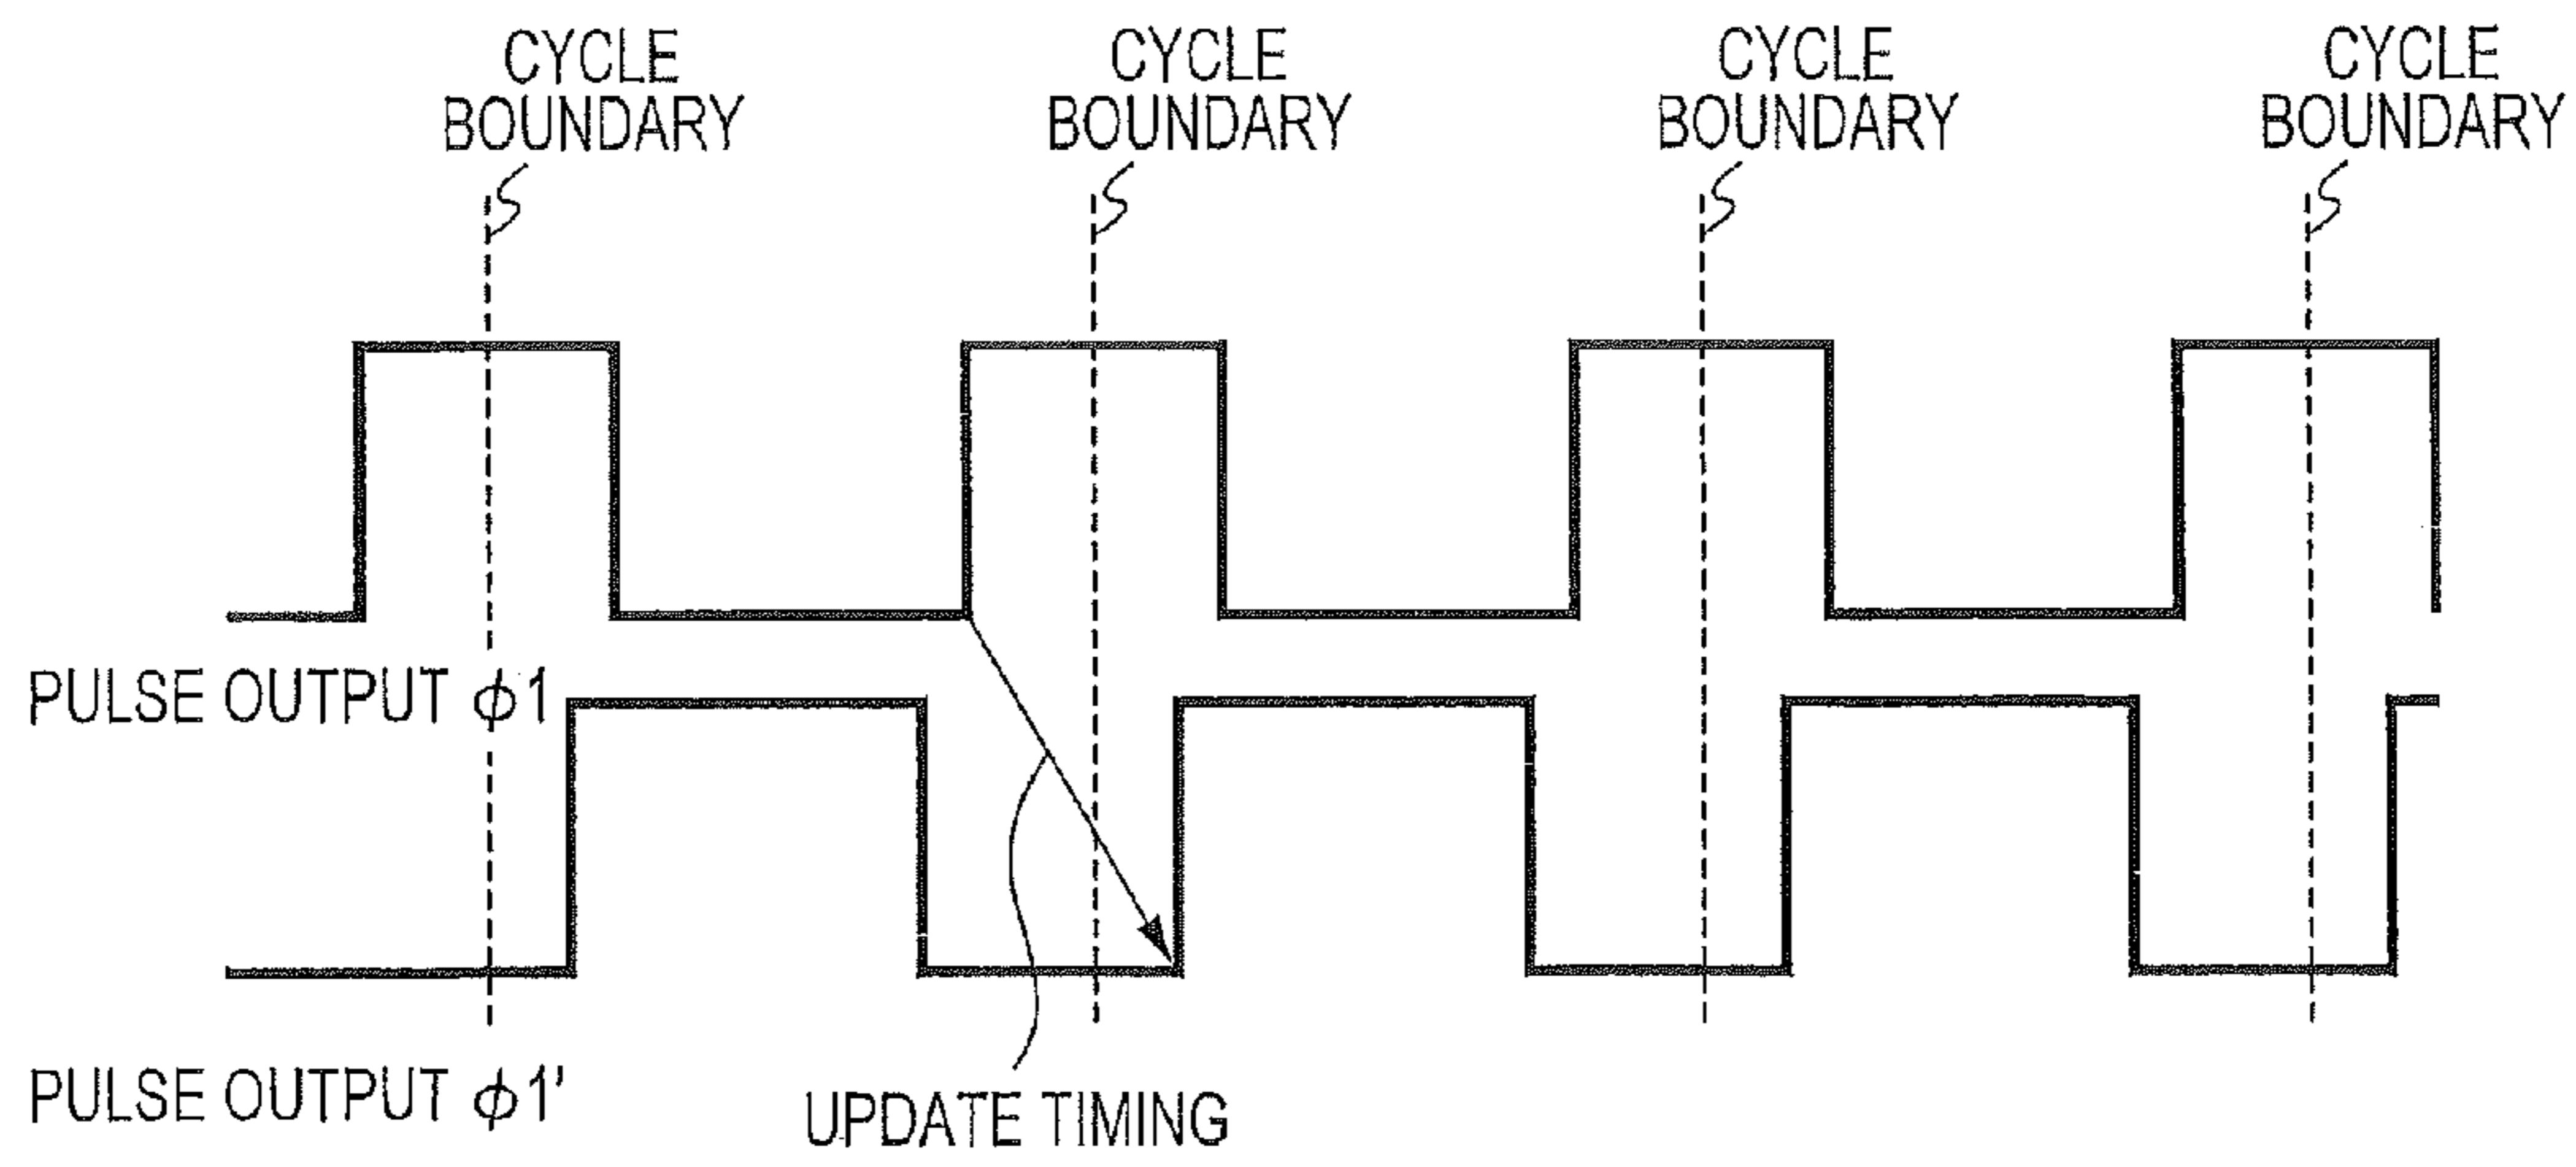 CYCLE
BOUNDARY
CYCLE
BOUNDARY
CYCLE
BOUNDARY
CYCLE
BOUNDARY
PULSE OUTPUT ϕ1
PULSE OUTPUT ϕ1'
UPDATE TIMING